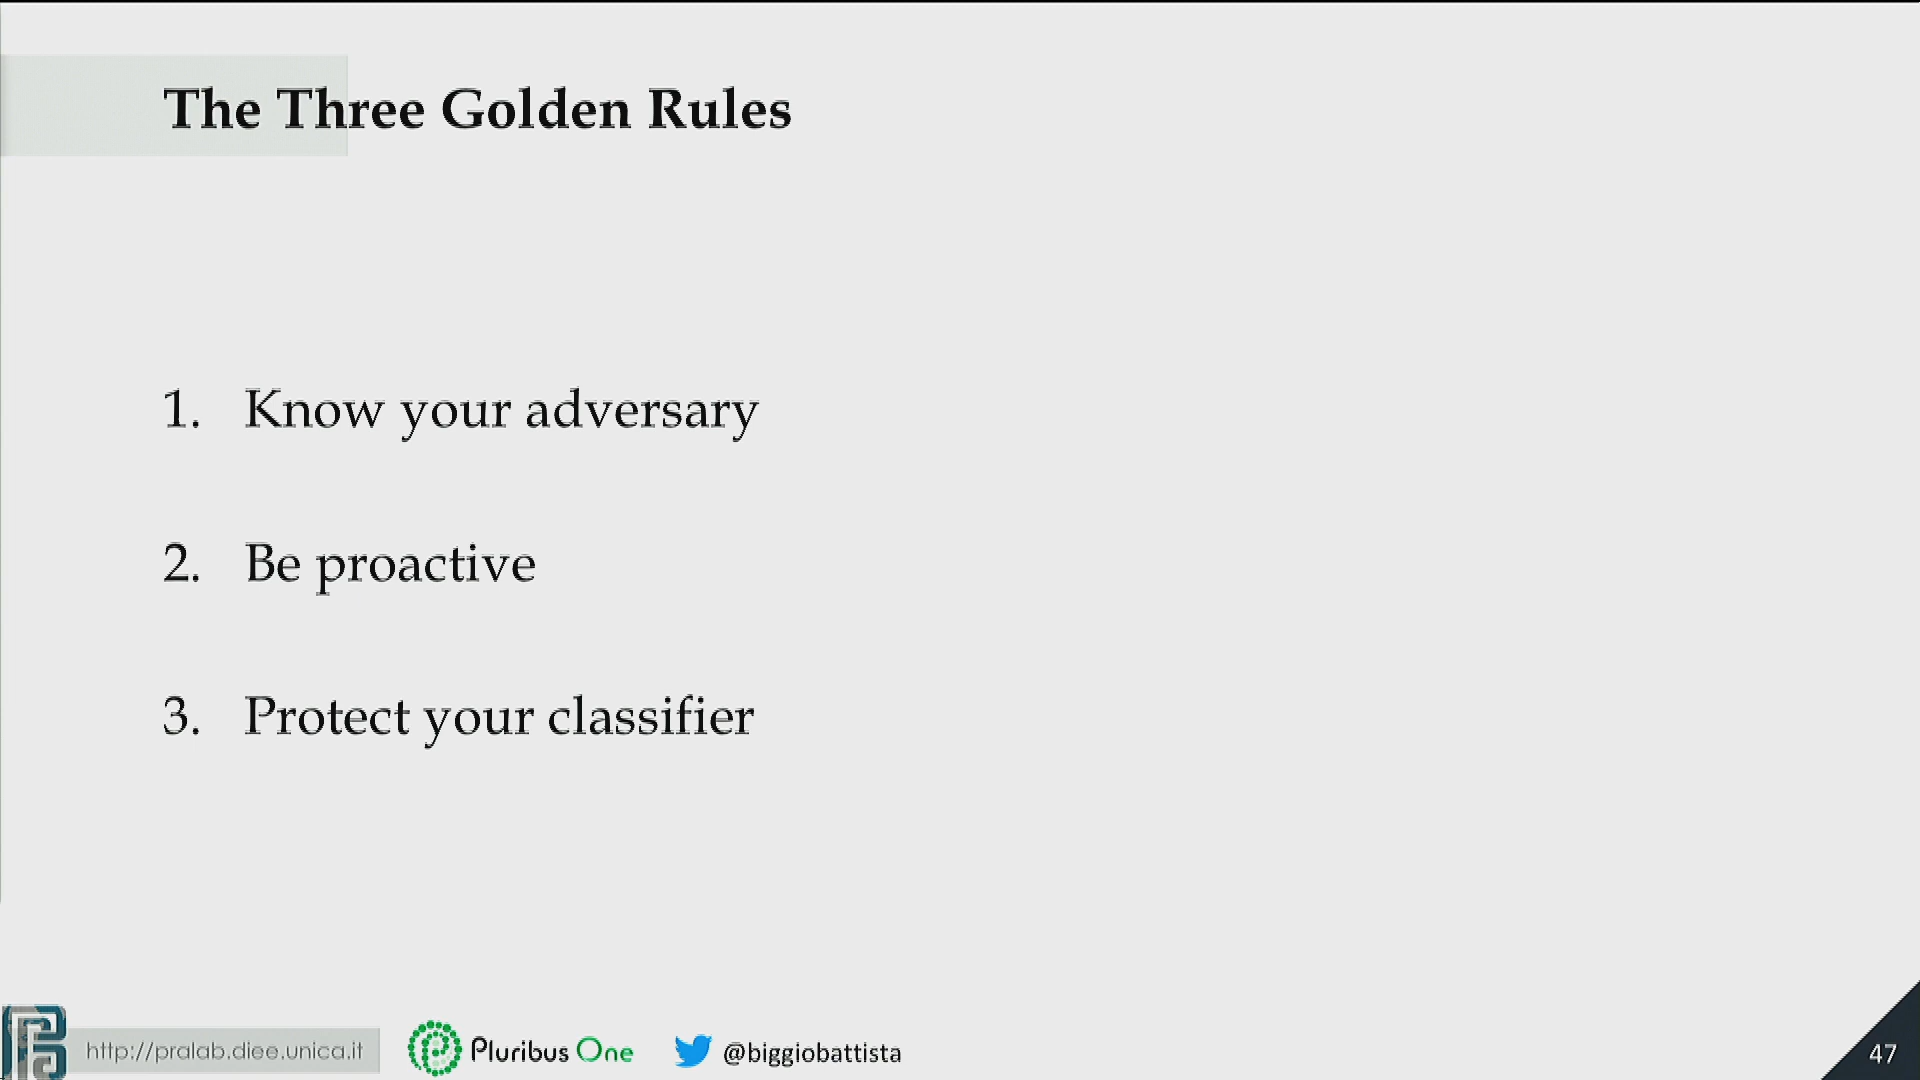 The Three Golden Rules
1. Know your adversary
2. Be proactive
3. Protect your classifier
http://pralab.diee.unica.it
Pluribus One
@biggiobattista
47